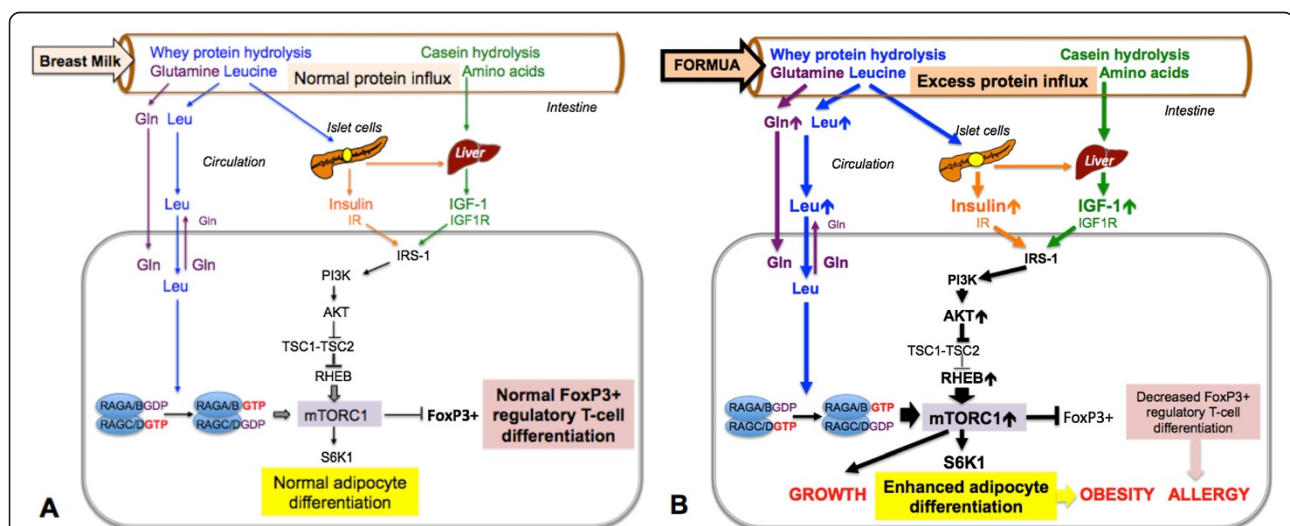 Breast Milk
Whey protein hydrolysis
Glutamine Leucine
Normal protein influx
Casein hydrolysis
Amino acids
Intestine
Gln
Leu
Islet cells
Circulation
Liver
Leu
Gln
Insulin
IR
IGF-1
IGF1R
Gln
Gln
Leu
IRS-1
PI3K
AKT
TSC1-TSC2
RHEB
RAGA/BGDP
RAGC/DGTP
RAGA/BGTP
RAGC/DGDP
mTORC1
FoxP3+
Normal FoxP3+
regulatory T-cell
differentiation
S6K1
Normal adipocyte
differentiation
A
FORMUA
Whey protein hydrolysis
Glutamine Leucine
Excess protein influx
Casein hydrolysis
Amino acids
Intestine
Gln↑
Leu↑
Islet cells
Circulation
Liver
Leu↑
Gln
Insulin↑
IR
IGF-1↑
IGF1R
Gln
Gln
Leu
IRS-1
PI3K
AKT↑
TSC1-TSC2
RHEB↑
RAGA/BGDP
RAGC/DGTP
RAGA/B GTP
RAGC/DGDP
mTORC1↑
FoxP3+
Decreased FoxP3+
regulatory T-cell
differentiation
S6K1
GROWTH
Enhanced adipocyte
differentiation
OBESITY
ALLERGY
B